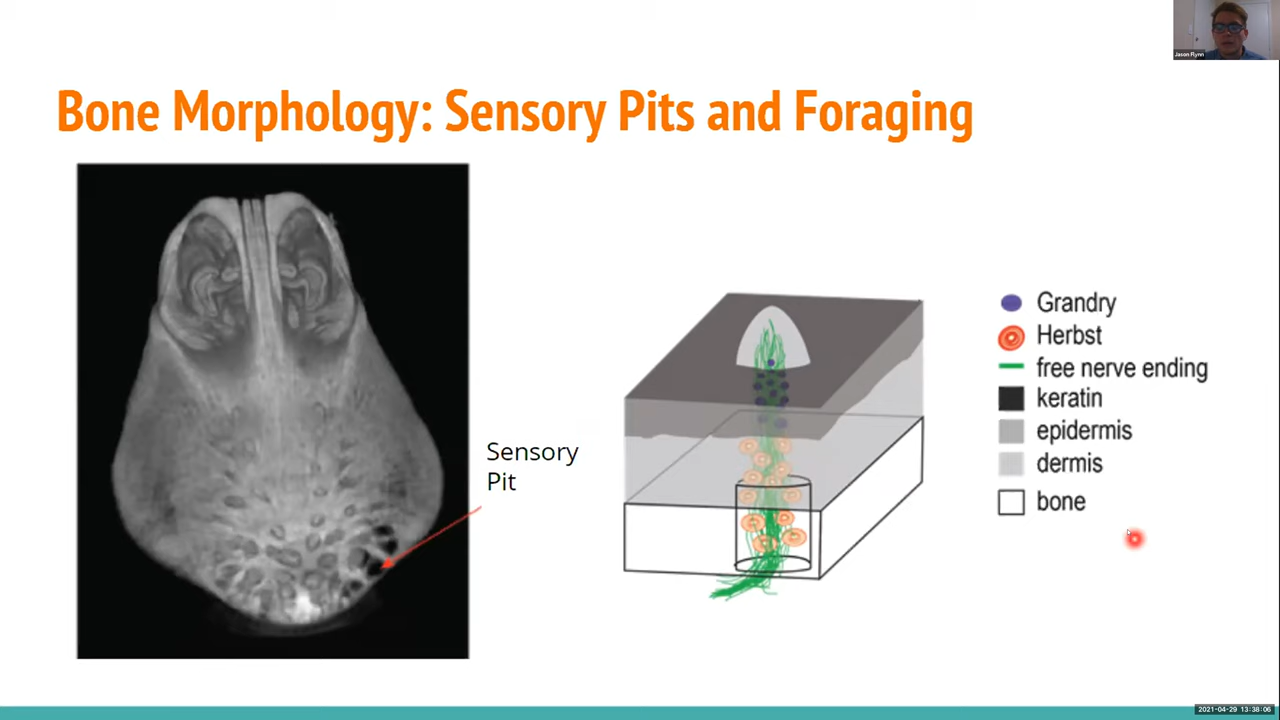 Jason Flynn
Bone Morphology: Sensory Pits and Foraging
Sensory
Pit
Grandry
Herbst
free nerve ending
keratin
epidermis
dermis
bone
2021-04-29 13:38:06